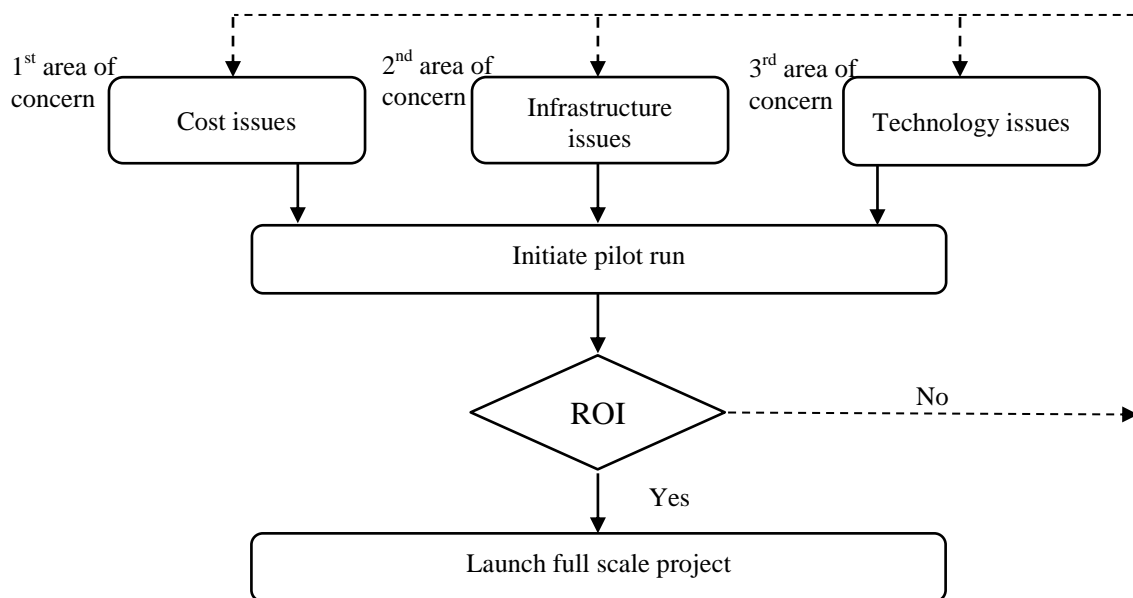 1st area of
concern
Cost issues
2nd area of
concern
Infrastructure
issues
3rd area of
concern
Technology issues
Initiate pilot run
ROI
No
Yes
Launch full scale project